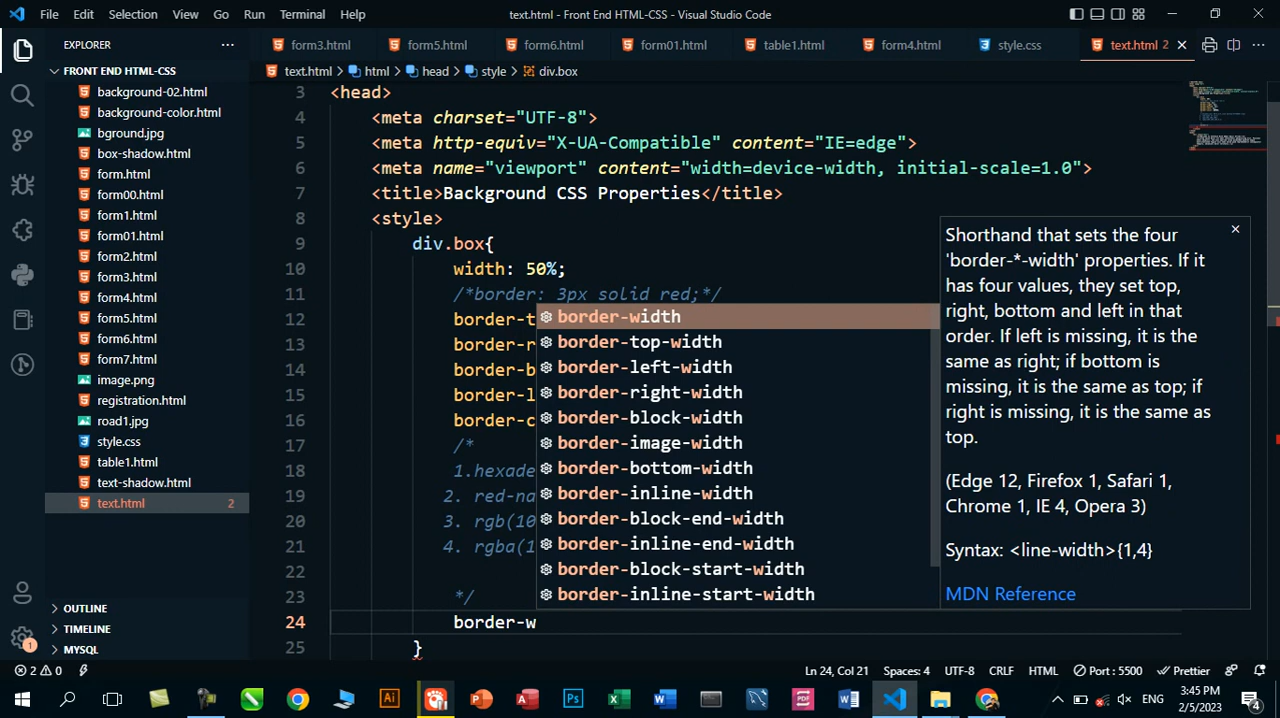 File Edit Selection View Go Run Terminal Help
text.html - Front End HTML-CSS - Visual Studio Code
EXPLORER
form3.html form5.html form6.html form01.html table1.html form4.html style.css text.html 2
FRONT END HTML-CSS
text.html > html > head > style > div.box
background-02.html
background-color.html
bground.jpg
box-shadow.html
form.html
form00.html
form1.html
form01.html
form2.html
form3.html
form4.html
form5.html
form6.html
form7.html
image.png
registration.html
road1.jpg
style.css
table1.html
text-shadow.html
text.html 2
OUTLINE
TIMELINE
MYSQL
3 <head>
4 <meta charset="UTF-8">
5 <meta http-equiv="X-UA-Compatible" content="IE=edge">
6 <meta name="viewport" content="width=device-width, initial-scale=1.0">
7 <title>Background CSS Properties</title>
8 <style>
9 div.box{
10 width: 50%;
11 /*border: 3px solid red;*/
12 border-t
13 border-r
14 border-b
15 border-l
16 border-c
17 /*
18 1.hexade
19 2. red-na
20 3. rgb(10
21 4. rgba(1
22
23 */
24 border-w
25 }
border-width
border-top-width
border-left-width
border-right-width
border-block-width
border-image-width
border-bottom-width
border-inline-width
border-block-end-width
border-inline-end-width
border-block-start-width
border-inline-start-width
Shorthand that sets the four
'border-*-width' properties. If it
has four values, they set top,
right, bottom and left in that
order. If left is missing, it is the
same as right; if bottom is
missing, it is the same as top; if
right is missing, it is the same as
top.
(Edge 12, Firefox 1, Safari 1,
Chrome 1, IE 4, Opera 3)
Syntax: <line-width>{1,4}
MDN Reference
2 0 Ln 24, Col 21 Spaces: 4 UTF-8 CRLF HTML Port : 5500 Prettier
ENG 3:45 PM
2/5/2023